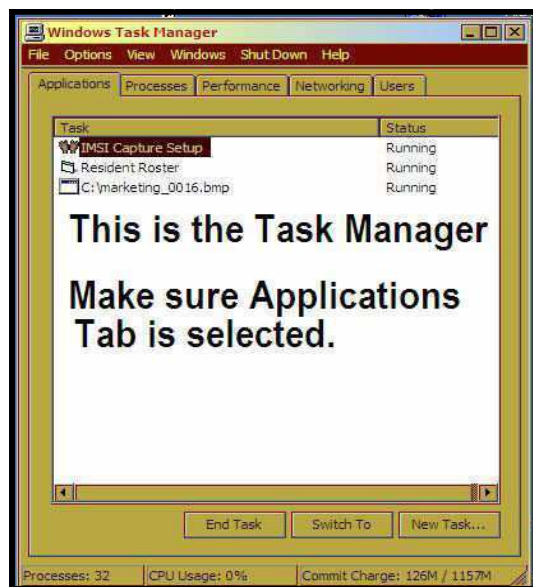 Windows Task Manager
File Options View Windows Shut Down Help
Applications Processes Performance Networking Users
Task Status
IMSI Capture Setup Running
Resident Roster Running
C:\marketing_0016.bmp Running
This is the Task Manager
Make sure Applications
Tab is selected.
End Task Switch To New Task...
Processes: 32 CPU Usage: 0% Commit Charge: 126M / 1157M